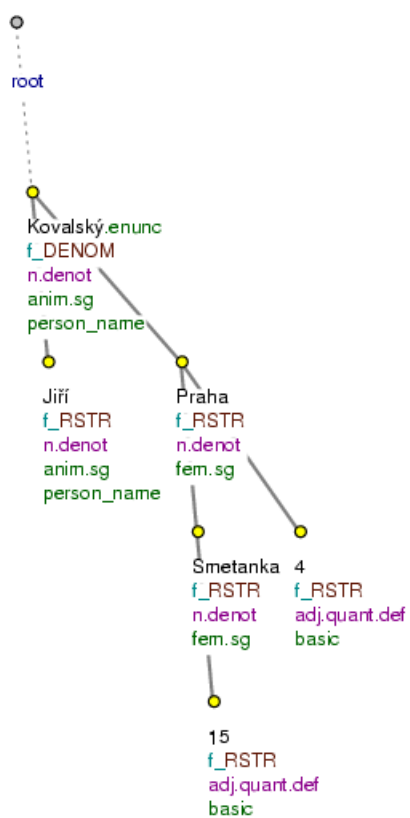 root
Kovalský.enunc
f_DENOM
n.denot
anim.sg
person_name
Jiří
f_RSTR
n.denot
anim.sg
person_name
Praha
f_RSTR
n.denot
fem.sg
Smetanka
f_RSTR
n.denot
fem.sg
4
f_RSTR
adj.quant.def
basic
15
f_RSTR
adj.quant.def
basic